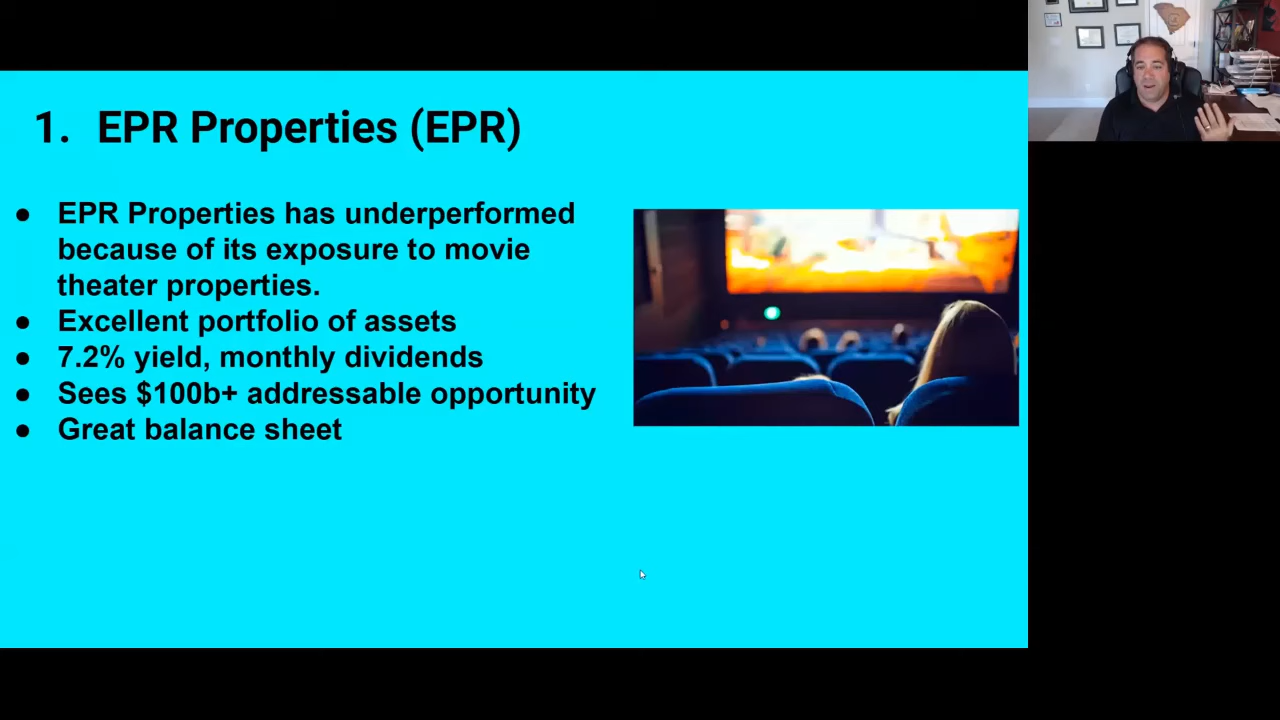 1. EPR Properties (EPR)
● EPR Properties has underperformed
because of its exposure to movie
theater properties.
● Excellent portfolio of assets
● 7.2% yield, monthly dividends
● Sees $100b+ addressable opportunity
● Great balance sheet